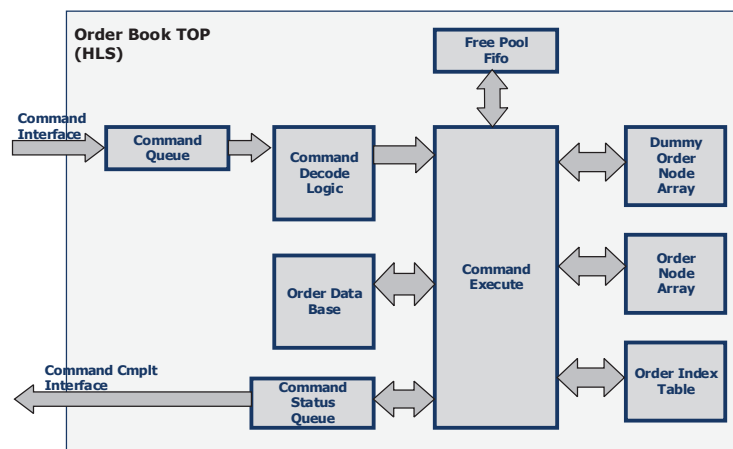 Order Book TOP
(HLS)
Free Pool
Fifo
Command
Interface
Command
Queue
Command
Decode
Logic
Dummy
Order
Node
Array
Command
Execute
Order
Node
Array
Order Data
Base
Command Cmplt
Interface
Command
Status
Queue
Order Index
Table